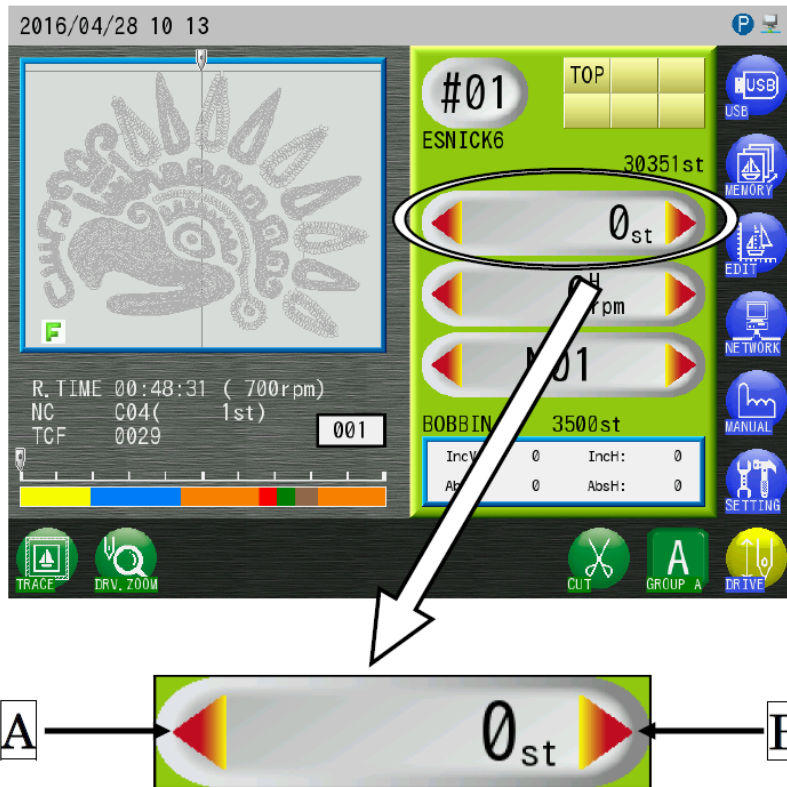 2016/04/28 10 13
P
#01
TOP
ESNICK6
30351st
0st
H
rpm
01
R.TIME 00:48:31 ( 700rpm)
NC C04( 1st)
TCF 0029
001
BOBBIN 3500st
0 IncH: 0
0 AbsH: 0
F
USB
USB
MEMORY
EDIT
NETWORK
MANUAL
SETTING
TRACE
DRV.ZOOM
CUT
A
GROUP A
DRIVE
A
0st